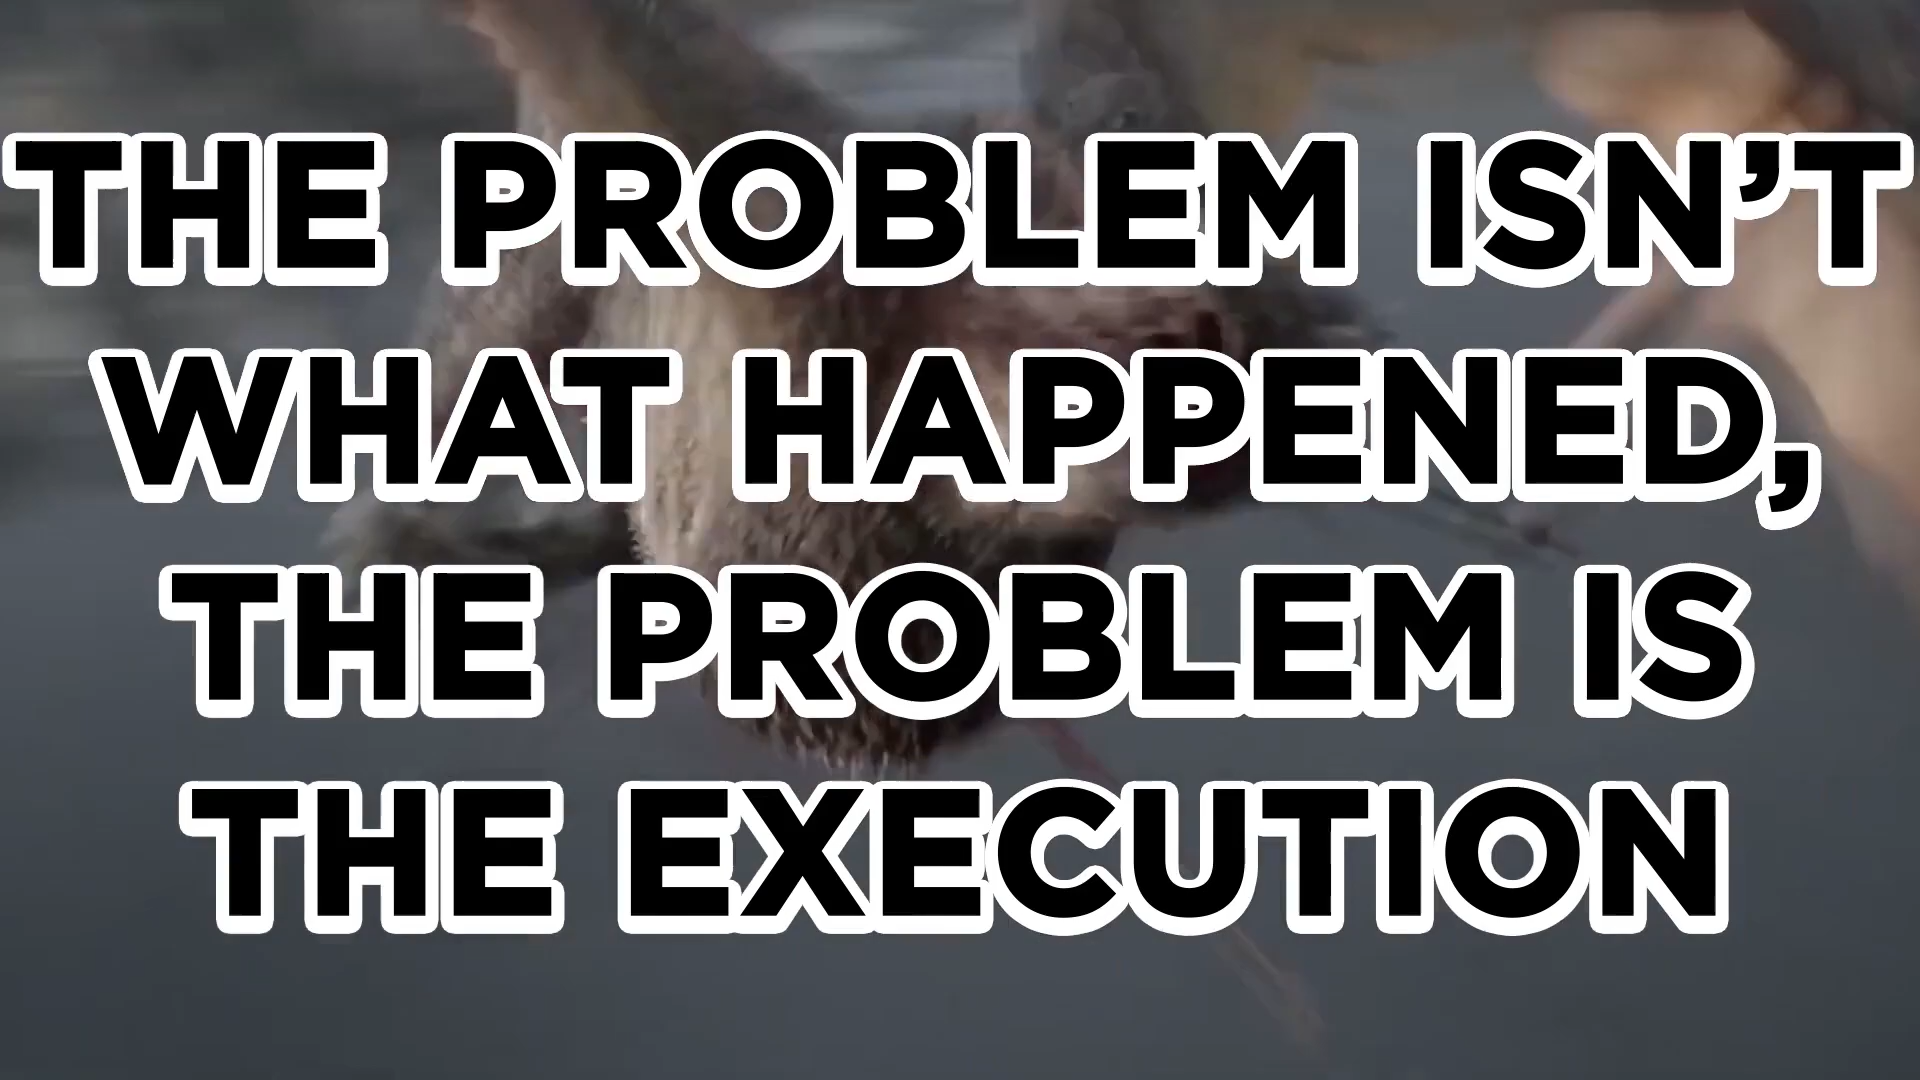 THE PROBLEM ISN’T
WHAT HAPPENED,
THE PROBLEM IS
THE EXECUTION